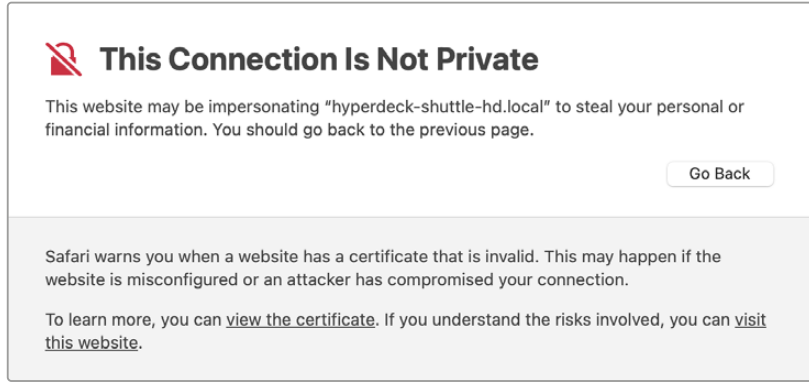 This Connection Is Not Private
This website may be impersonating “hyperdeck-shuttle-hd.local” to steal your personal or
financial information. You should go back to the previous page.
Go Back
Safari warns you when a website has a certificate that is invalid. This may happen if the
website is misconfigured or an attacker has compromised your connection.
To learn more, you can view the certificate. If you understand the risks involved, you can visit
this website.